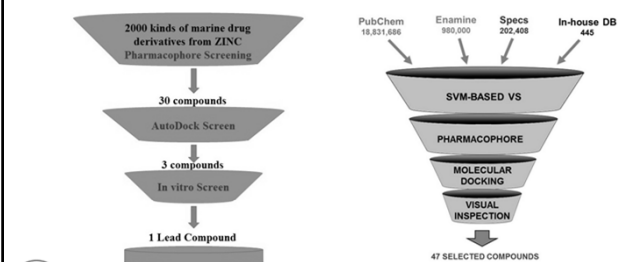 2000 kinds of marine drug
derivatives from ZINC
Pharmacophore Screening
30 compounds
AutoDock Screen
3 compounds
In vitro Screen
1 Lead Compound
PubChem
18,831,686
Enamine
980,000
Specs
202,408
In-house DB
445
SVM-BASED VS
PHARMACOPHORE
MOLECULAR
DOCKING
VISUAL
INSPECTION
47 SELECTED COMPOUNDS